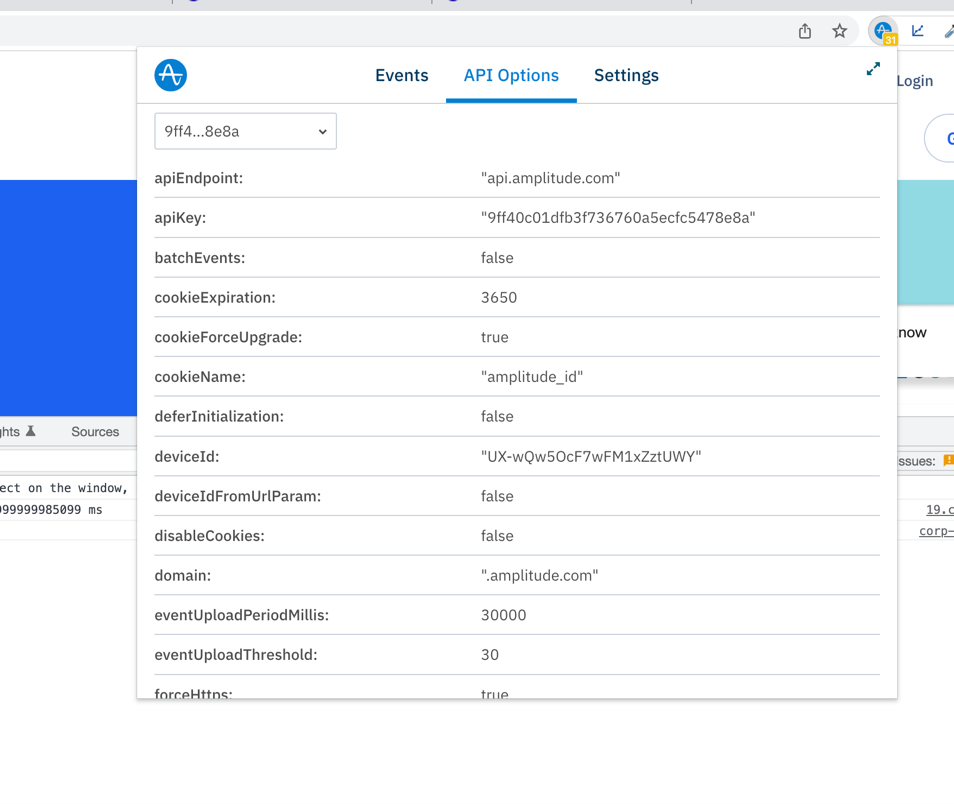 31
Login
Events
API Options
Settings
9ff4...8e8a
apiEndpoint: "api.amplitude.com"
apiKey: "9ff40c01dfb3f736760a5ecfc5478e8a"
batchEvents: false
cookieExpiration: 3650
now
cookieForceUpgrade: true
cookieName: "amplitude_id"
deferInitialization: false
ghts
Sources
deviceId: "UX-wQw5OcF7wFM1xZztUWY"
ssues:
ect on the window,
deviceIdFromUrlParam: false
999999985099 ms
19.c
disableCookies: false
corp-
domain: ".amplitude.com"
eventUploadPeriodMillis: 30000
eventUploadThreshold: 30
forceHttps: true